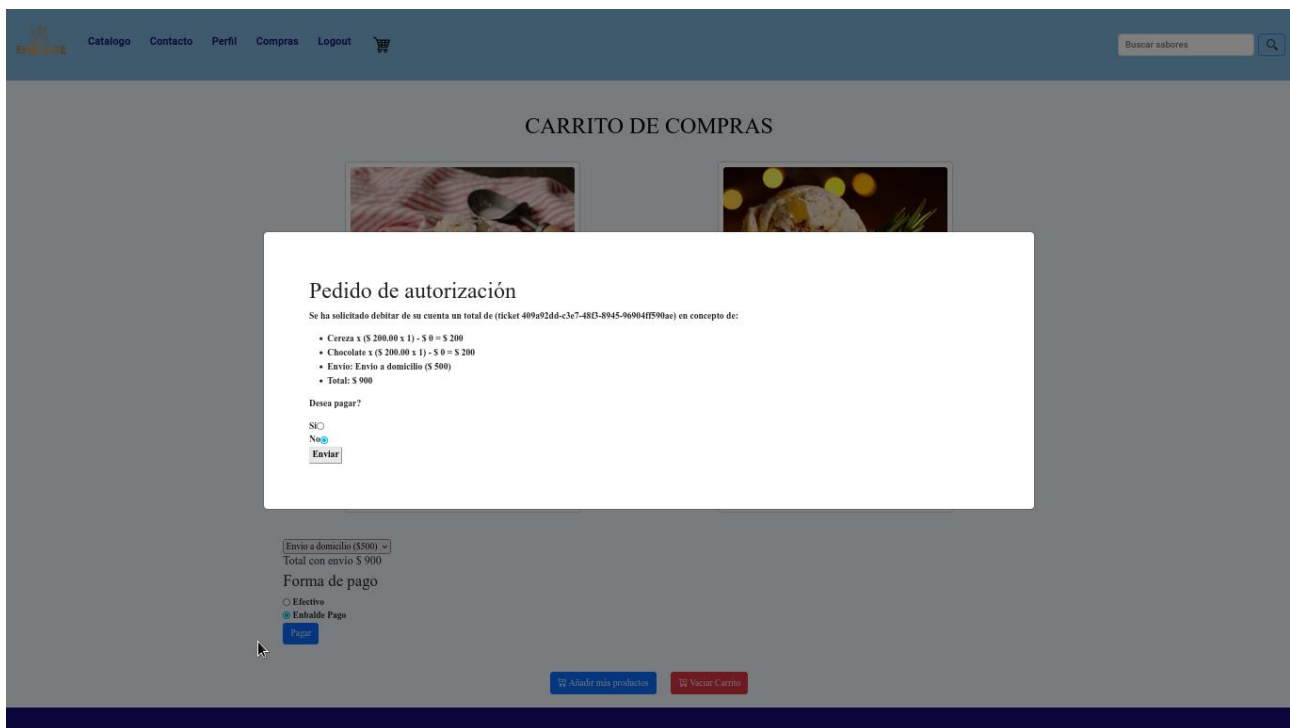 Catalogo Contacto Perfil Compras Logout
Buscar sabores
CARRITO DE COMPRAS
Pedido de autorización
Se ha solicitado debitar de su cuenta un total de (ticket 409a92dd-c3e7-48f3-8945-96904ff590ae) en concepto de:
• Cereza x ($ 200.00 x 1) - $ 0 = $ 200
• Chocolate x ($ 200.00 x 1) - $ 0 = $ 200
• Envio: Envio a domicilio ($ 500)
• Total: $ 900
Desea pagar?
Si
No
Enviar
Envio a domicilio ($500)
Total con envío $ 900
Forma de pago
Efectivo
Enbalde Pago
Pagar
Añadir más productos Vaciar Carrito